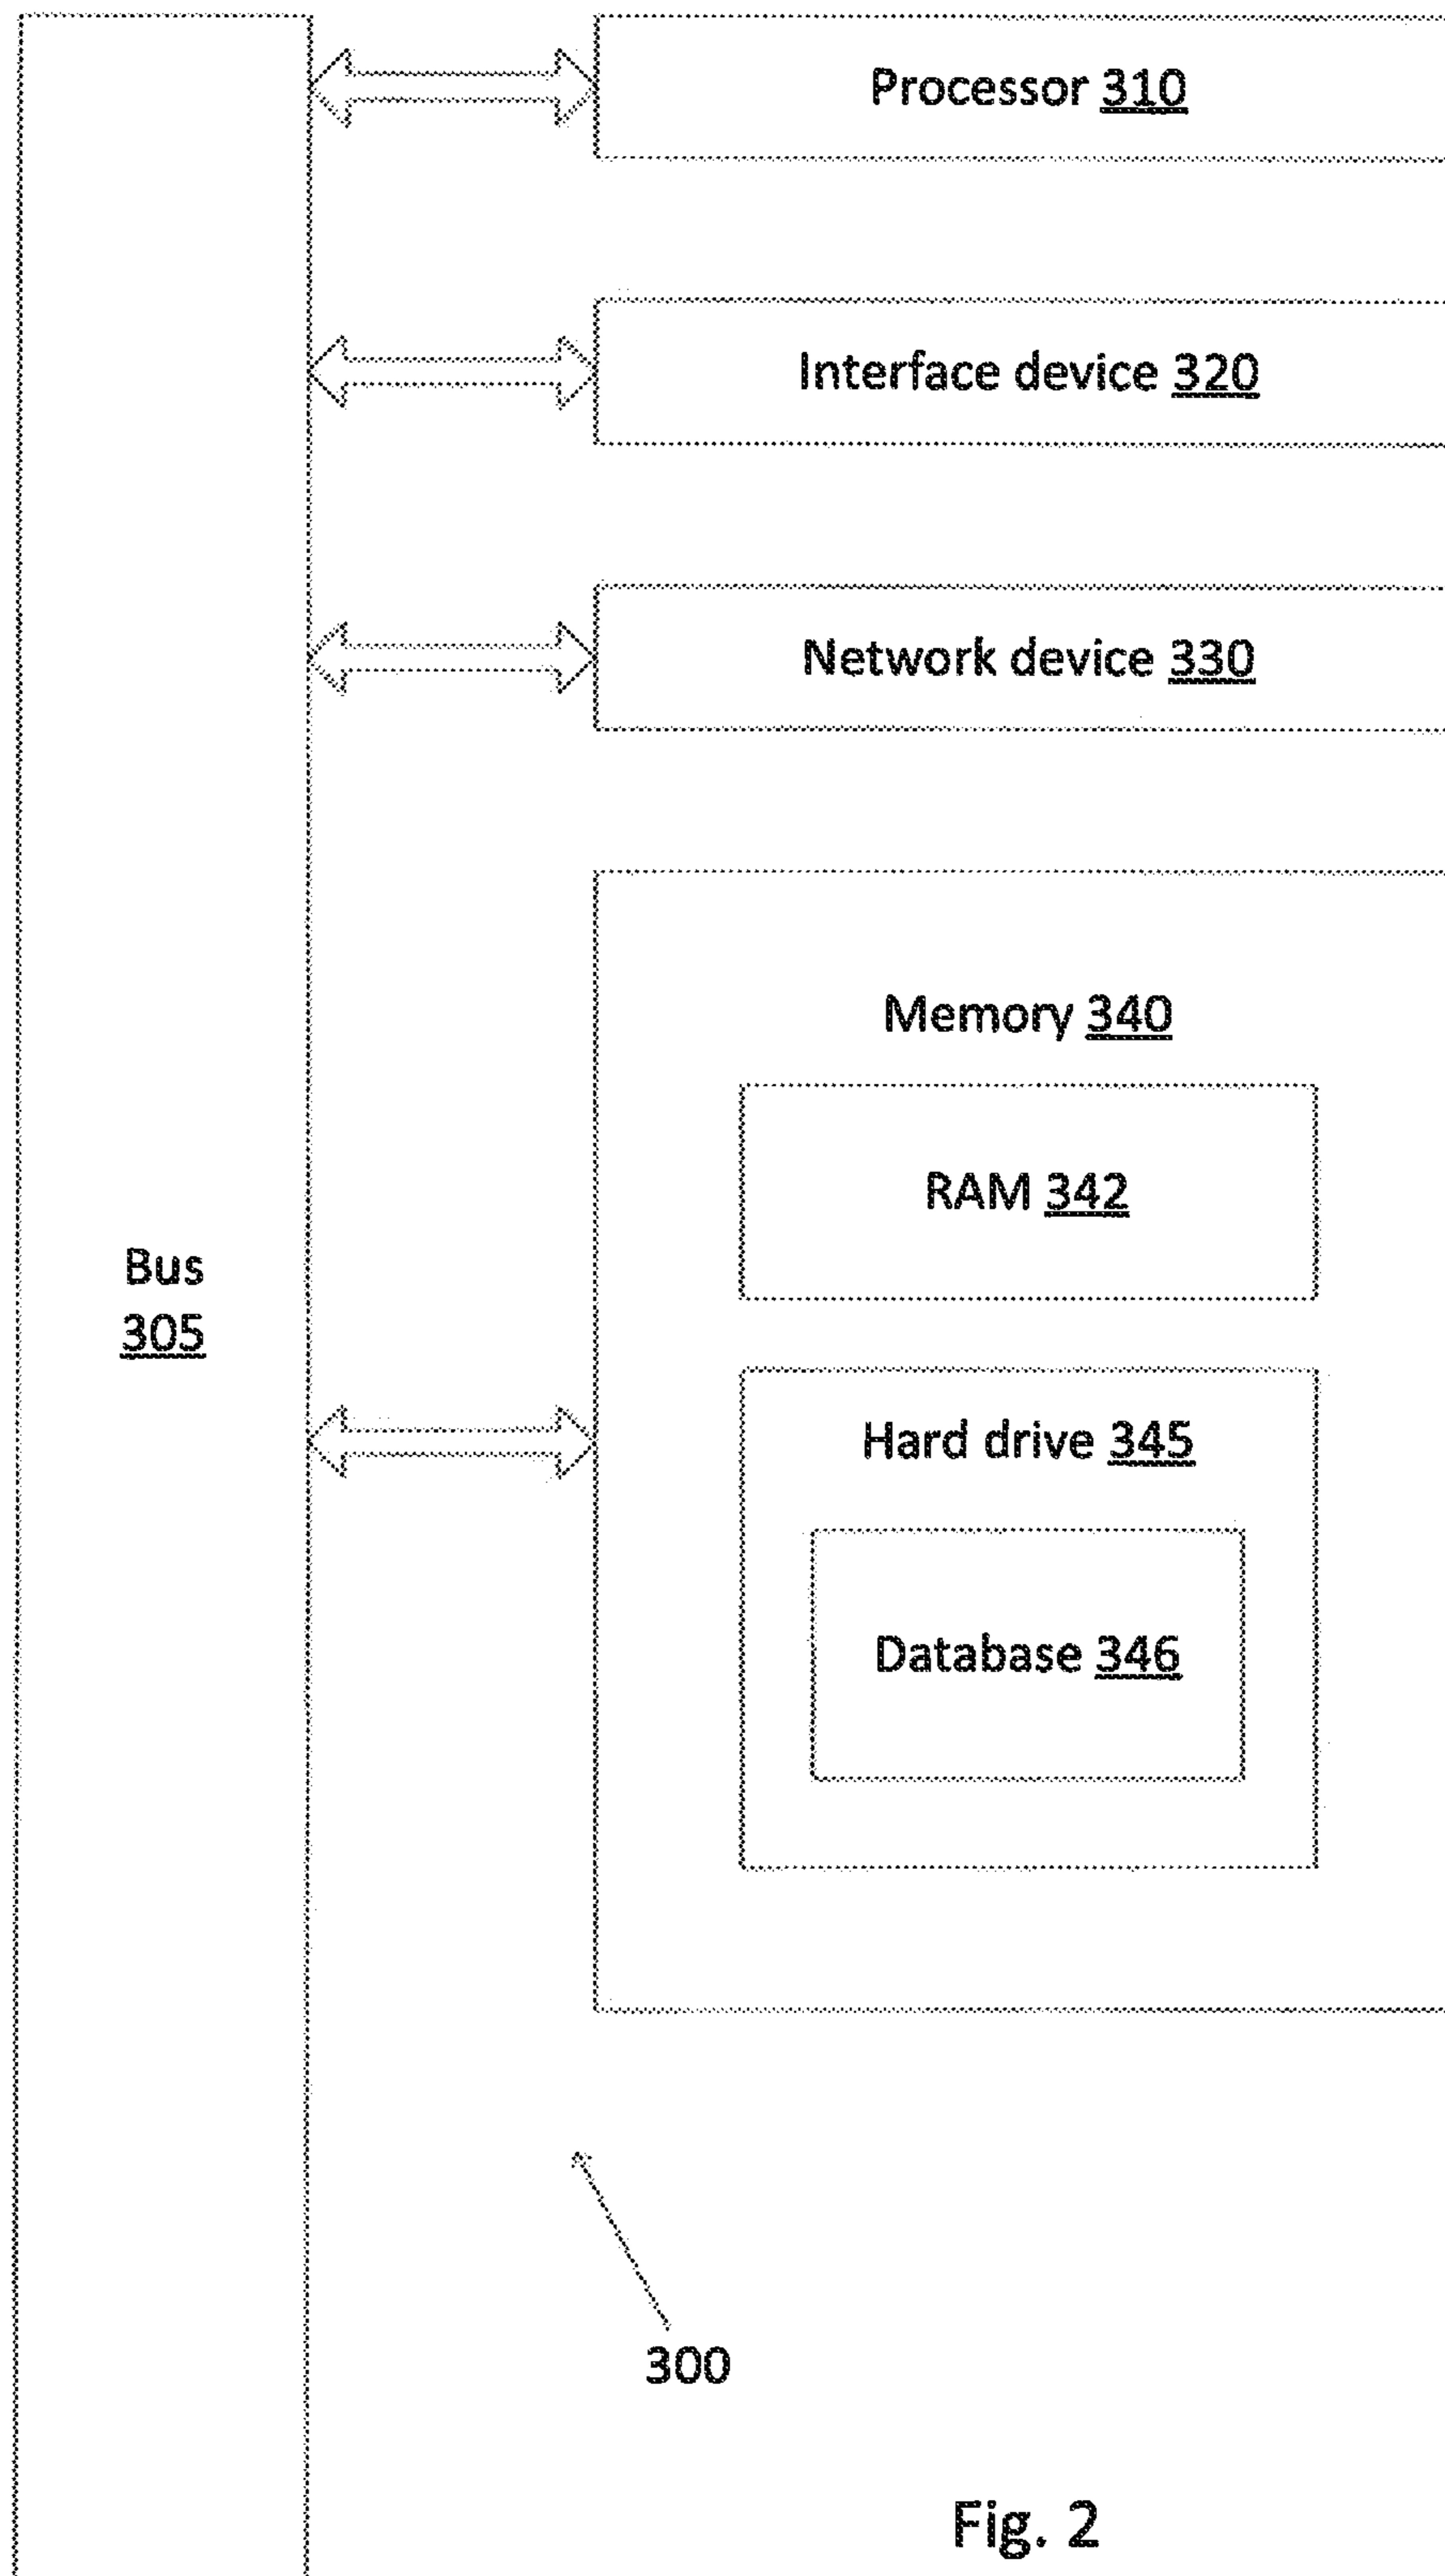 Processor 310
Interface device 320
Network device 330
Memory 340
RAM 342
Bus
305
Hard drive 345
Database 346
300
Fig. 2